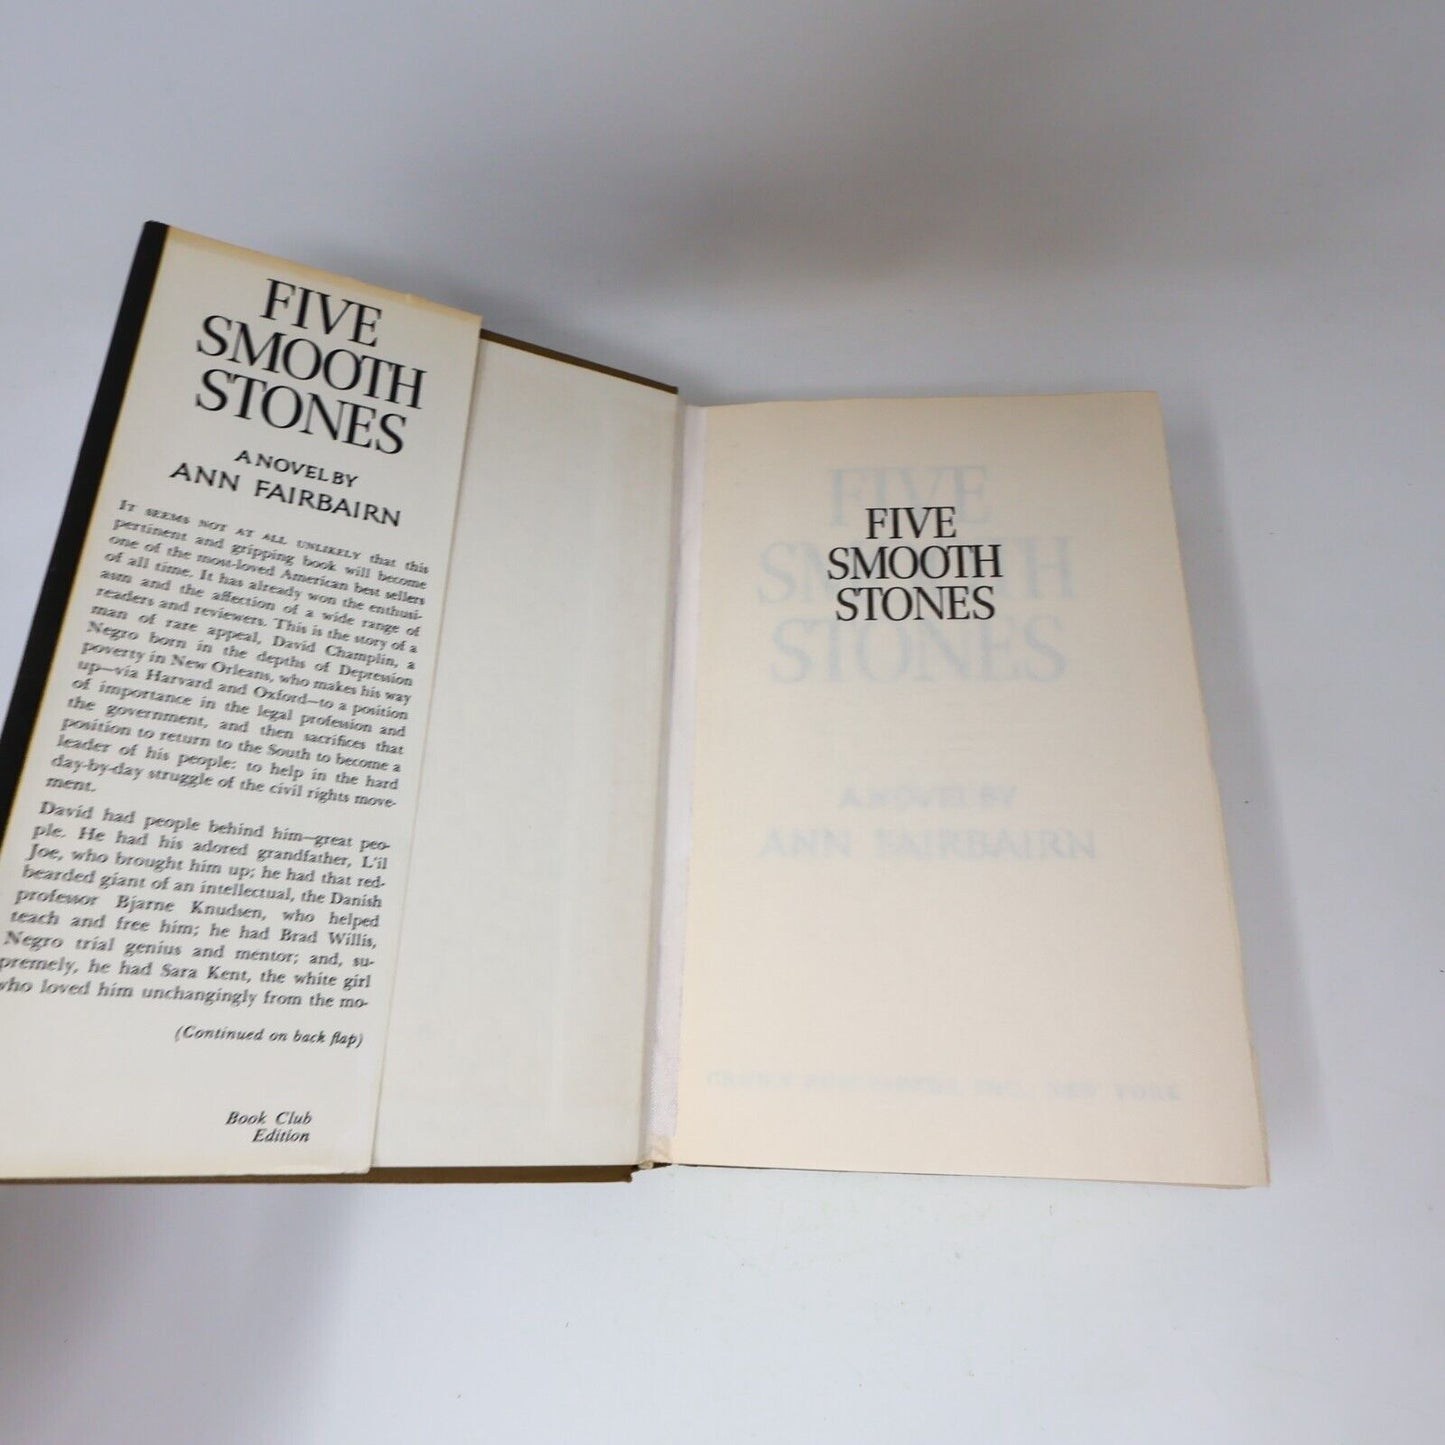 FIVE
SMOOTH
STONES
A NOVEL BY
ANN FAIRBAIRN
IT SEEMS NOT AT ALL UNLIKELY that this
pertinent and gripping book will become
one of the most-loved American best sellers
of all time. It has already won the enthusi-
asm and the affection of a wide range of
readers and reviewers. This is the story of a
man of rare appeal, David Champlin, a
Negro born in the depths of Depression
poverty in New Orleans, who makes his way
up—via Harvard and Oxford—to a position
of importance in the legal profession and
the government, and then sacrifices that
position to return to the South to become a
leader of his people: to help in the hard
day-by-day struggle of the civil rights move-
ment.
David had people behind him—great peo-
ple. He had his adored grandfather, L'il
Joe, who brought him up; he had that red-
bearded giant of an intellectual, the Danish
professor Bjarne Knudsen, who helped
teach and free him; he had Brad Willis,
Negro trial genius and mentor; and, su-
premely, he had Sara Kent, the white girl
who loved him unchangingly from the mo-
(Continued on back flap)
Book Club
Edition
FIVE
SMOOTH
STONES
FIVE
SMOOTH
STONES
A NOVEL BY
ANN FAIRBAIRN
INC. NEW YORK